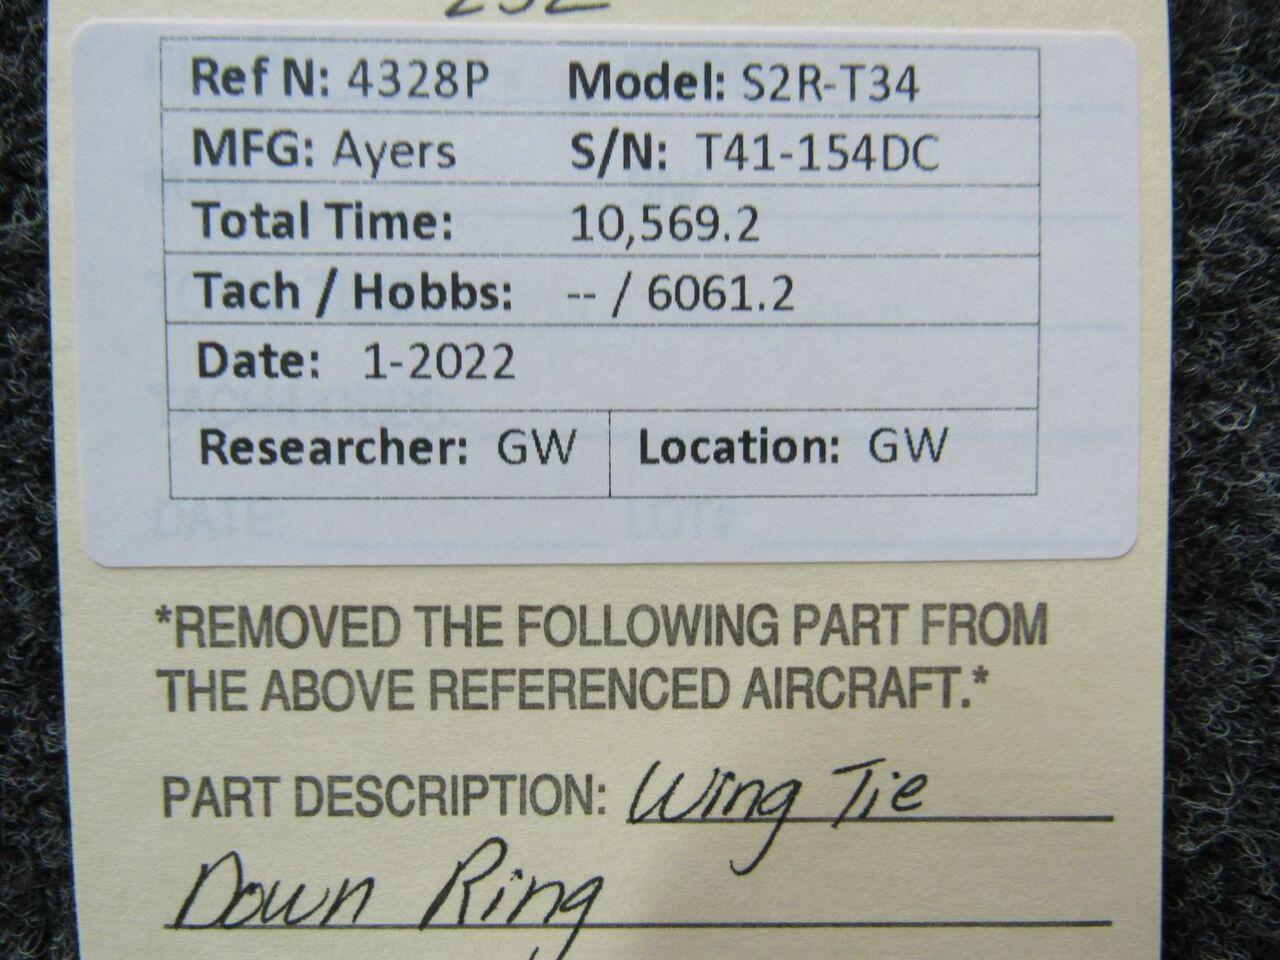 Ref N: 4328P Model: S2R-T34
MFG: Ayers S/N: T41-154DC
Total Time: 10,569.2
Tach / Hobbs: -- / 6061.2
Date: 1-2022
Researcher: GW Location: GW
DATE: LOT#
*REMOVED THE FOLLOWING PART FROM
THE ABOVE REFERENCED AIRCRAFT.*
PART DESCRIPTION: Wing Tie
Down Ring